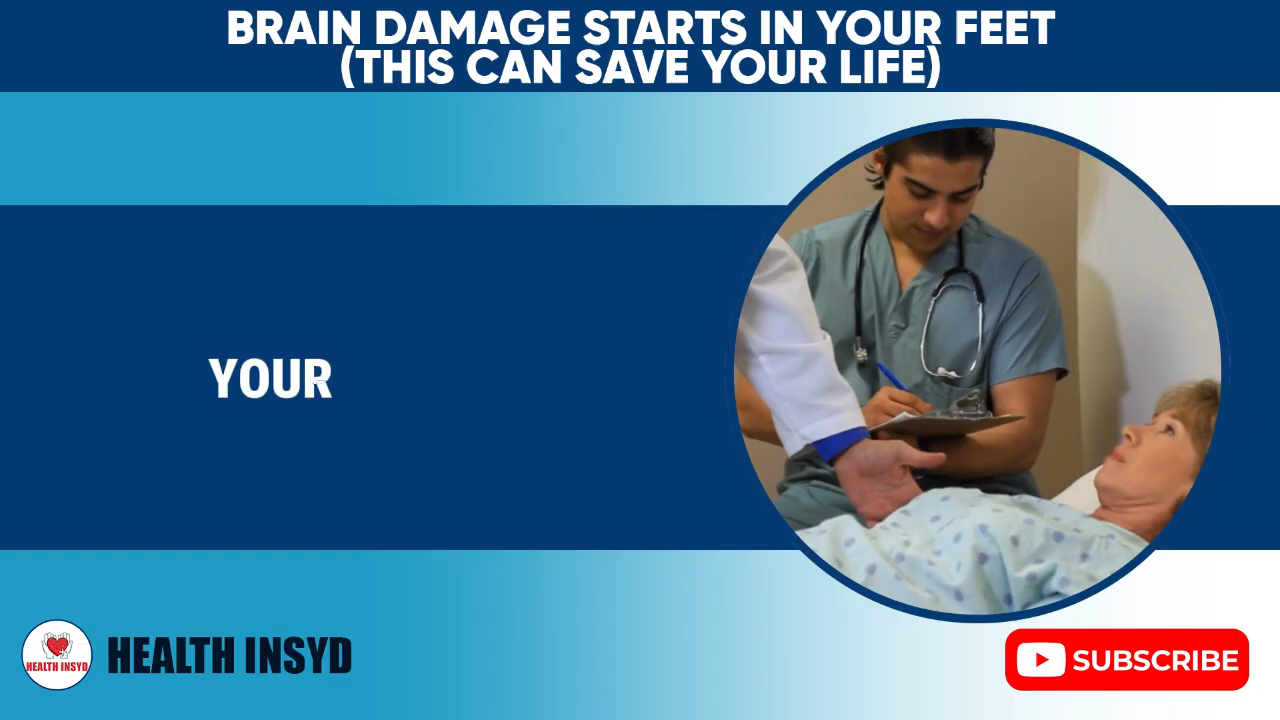 BRAIN DAMAGE STARTS IN YOUR FEET
(THIS CAN SAVE YOUR LIFE)
YOUR
HEALTH INSYD
HEALTH INSYD
SUBSCRIBE